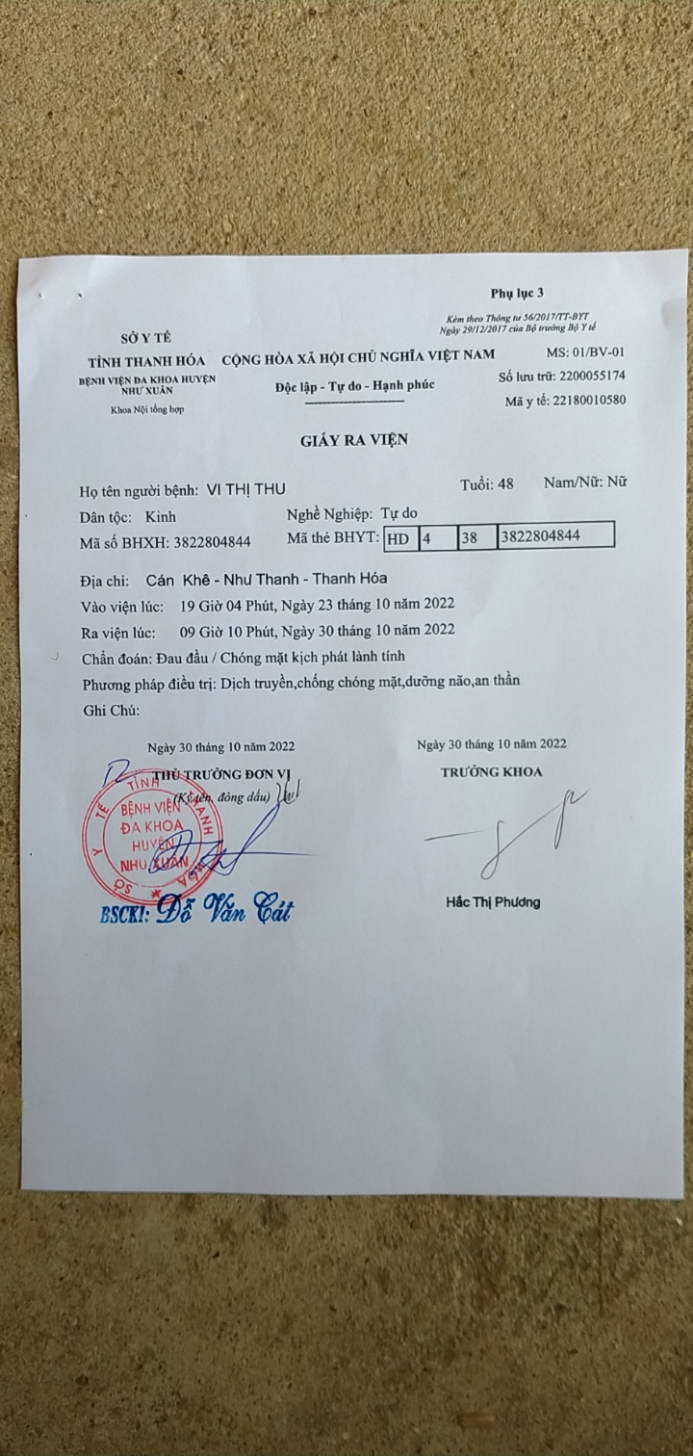 Phụ lục 3
Kèm theo Thông tư 56/2017/TT-BYT
Ngày 29/12/2017 của Bộ trưởng Bộ Y tế
SỞ Y TẾ
TỈNH THANH HÓA CỘNG HÒA XÃ HỘI CHỦ NGHĨA VIỆT NAM MS: 01/BV-01
BỆNH VIỆN ĐA KHOA HUYỆN
NHƯ XUÂN
Độc lập - Tự do - Hạnh phúc
Số lưu trữ: 2200055174
Khoa Nội tổng hợp
Mã y tế: 22180010580
GIẤY RA VIỆN
Họ tên người bệnh: VI THỊ THU Tuổi: 48 Nam/Nữ: Nữ
Dân tộc: Kinh Nghề Nghiệp: Tự do
Mã số BHXH: 3822804844 Mã thẻ BHYT: HD 4 38 3822804844
Địa chỉ: Cán Khê - Như Thanh - Thanh Hóa
Vào viện lúc: 19 Giờ 04 Phút, Ngày 23 tháng 10 năm 2022
Ra viện lúc: 09 Giờ 10 Phút, Ngày 30 tháng 10 năm 2022
Chẩn đoán: Đau đầu / Chóng mặt kịch phát lành tính
Phương pháp điều trị: Dịch truyền,chống chóng mặt,dưỡng não,an thần
Ghi Chú:
Ngày 30 tháng 10 năm 2022 Ngày 30 tháng 10 năm 2022
THỦ TRƯỞNG ĐƠN VỊ TRƯỞNG KHOA
(Ký tên, đóng dấu)
SỞ Y TẾ TỈNH THANH HÓA
BỆNH VIỆN
ĐA KHOA
HUYỆN
NHƯ XUÂN
BSCKI: Đỗ Văn Cát
Hắc Thị Phương